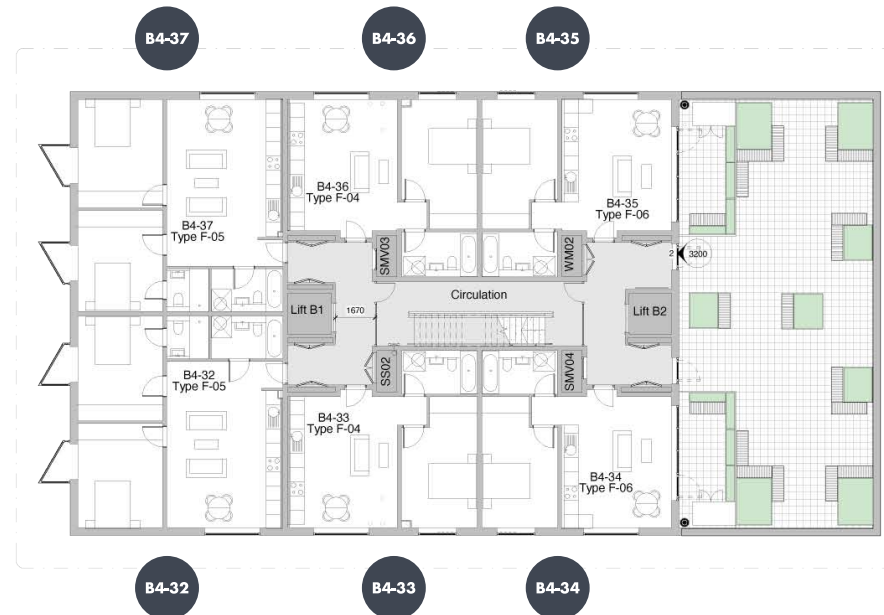 B4-37
B4-36
B4-35
B4-36
Type F-04
B4-35
Type F-06
B4-37
Type F-05
SMV03
WM02
2
3200
Circulation
Lift B1
1670
Lift B2
B4-32
Type F-05
SS02
SMV04
B4-33
Type F-04
B4-34
Type F-06
B4-32
B4-33
B4-34